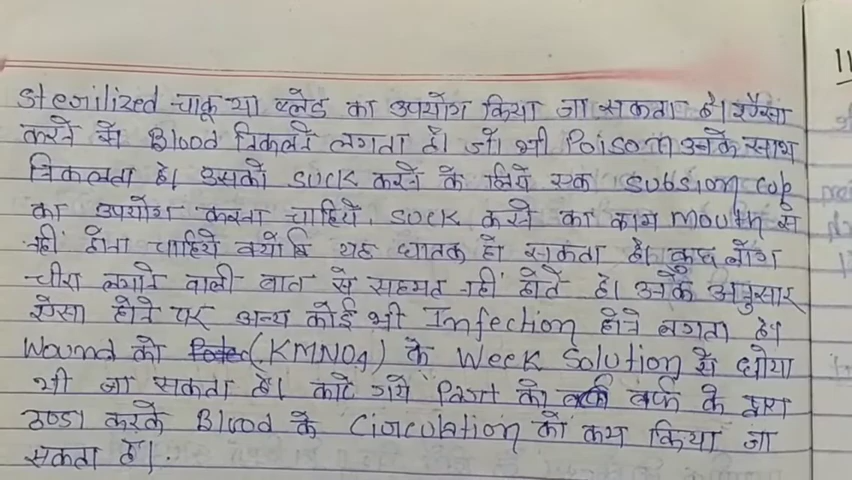 sterilized चाकू या ब्लेड का उपयोग किया जा सकता है। ऐसा
करने से Blood निकलने लगता है। जो भी Poison उनके साथ
निकलता है। उसको suck करने के लिये एक subsion cup
का उपयोग करना चाहिये, suck करने का काम mouth से
नहीं होना चाहिये क्योंकि यह घातक हो सकता है। कुछ लोग
चीरा लगाने वाली बात से सहमत नहीं होते है। उनके अनुसार
ऐसा होने पर अन्य कोई भी Infection होने लगता है।
Wound को (KMNO4) के Week Solution से धोया
भी जा सकता है। काटे गये Part को बर्फ के द्वारा
ठण्डा करके Blood के Circulation को कम किया जा
सकता है।
11